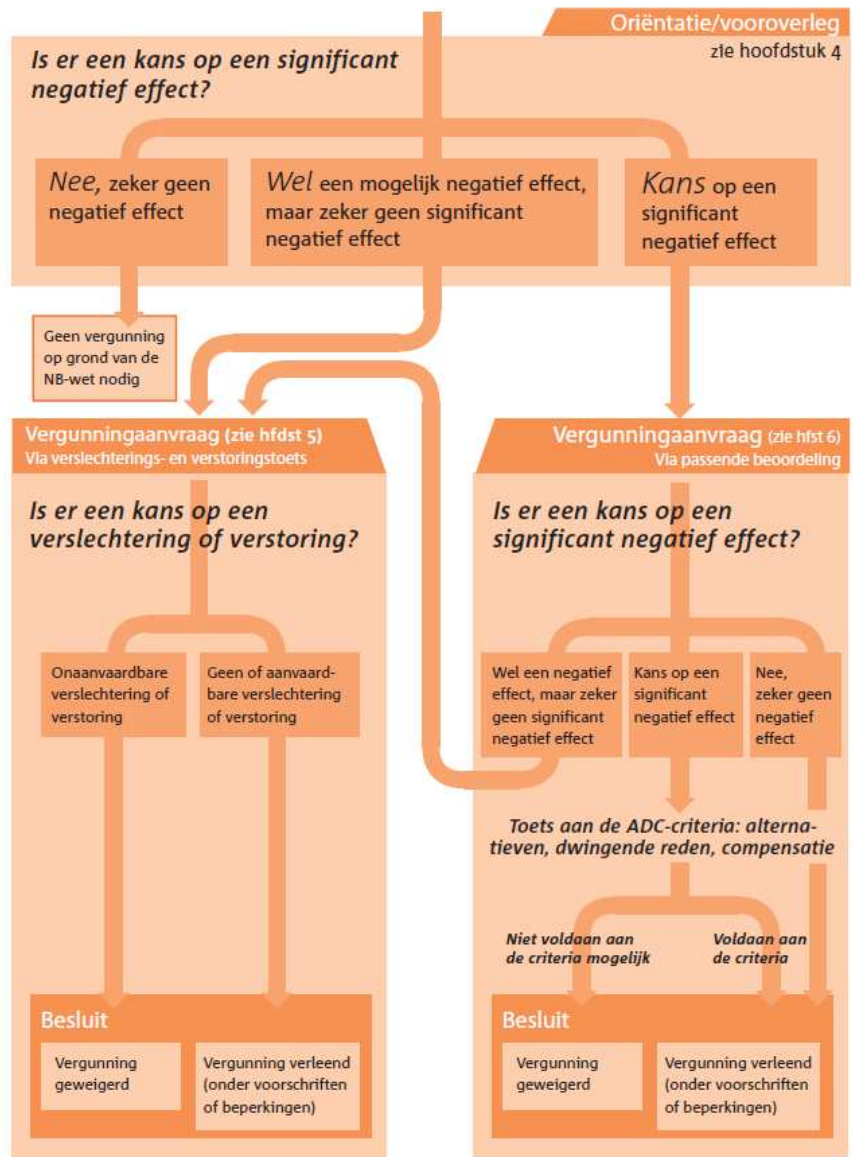 Oriëntatie/vooroverleg
zie hoofdstuk 4
Is er een kans op een significant
negatief effect?
Nee, zeker geen
negatief effect
Wel een mogelijk negatief effect,
maar zeker geen significant
negatief effect
Kans op een
significant
negatief effect
Geen vergunning
op grond van de
NB-wet nodig
Vergunningaanvraag (zie hfdst 5)
Via verslechterings- en verstoringstoets
Is er een kans op een
verslechtering of verstoring?
Onaanvaardbare
verslechtering of
verstoring
Geen of aanvaard-
bare verslechtering
of verstoring
Besluit
Vergunning
geweigerd
Vergunning verleend
(onder voorschriften
of beperkingen)
Vergunningaanvraag (zie hfst 6)
Via passende beoordeling
Is er een kans op een
significant negatief effect?
Wel een negatief
effect, maar zeker
geen significant
negatief effect
Kans op een
significant
negatief effect
Nee,
zeker geen
negatief
effect
Toets aan de ADC-criteria: alterna-
tieven, dwingende reden, compensatie
Niet voldaan aan
de criteria mogelijk
Voldaan aan
de criteria
Besluit
Vergunning
geweigerd
Vergunning verleend
(onder voorschriften
of beperkingen)